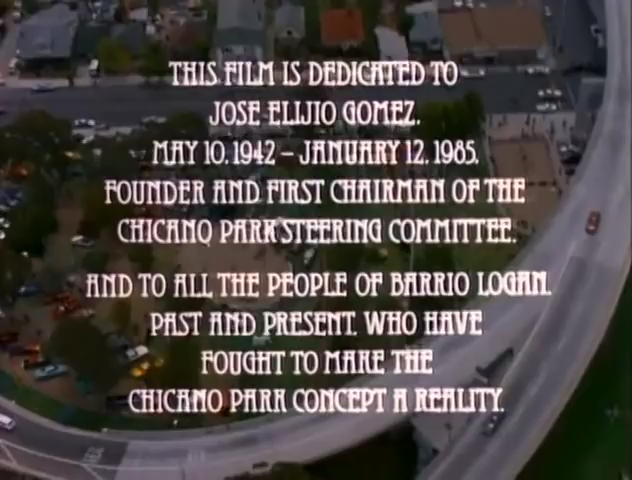 THIS FILM IS DEDICATED TO
JOSE ELIJIO GOMEZ.
MAY 10, 1942 – JANUARY 12, 1985.
FOUNDER AND FIRST CHAIRMAN OF THE
CHICANO PARK STEERING COMMITTEE.
AND TO ALL THE PEOPLE OF BARRIO LOGAN,
PAST AND PRESENT, WHO HAVE
FOUGHT TO MAKE THE
CHICANO PARK CONCEPT A REALITY.